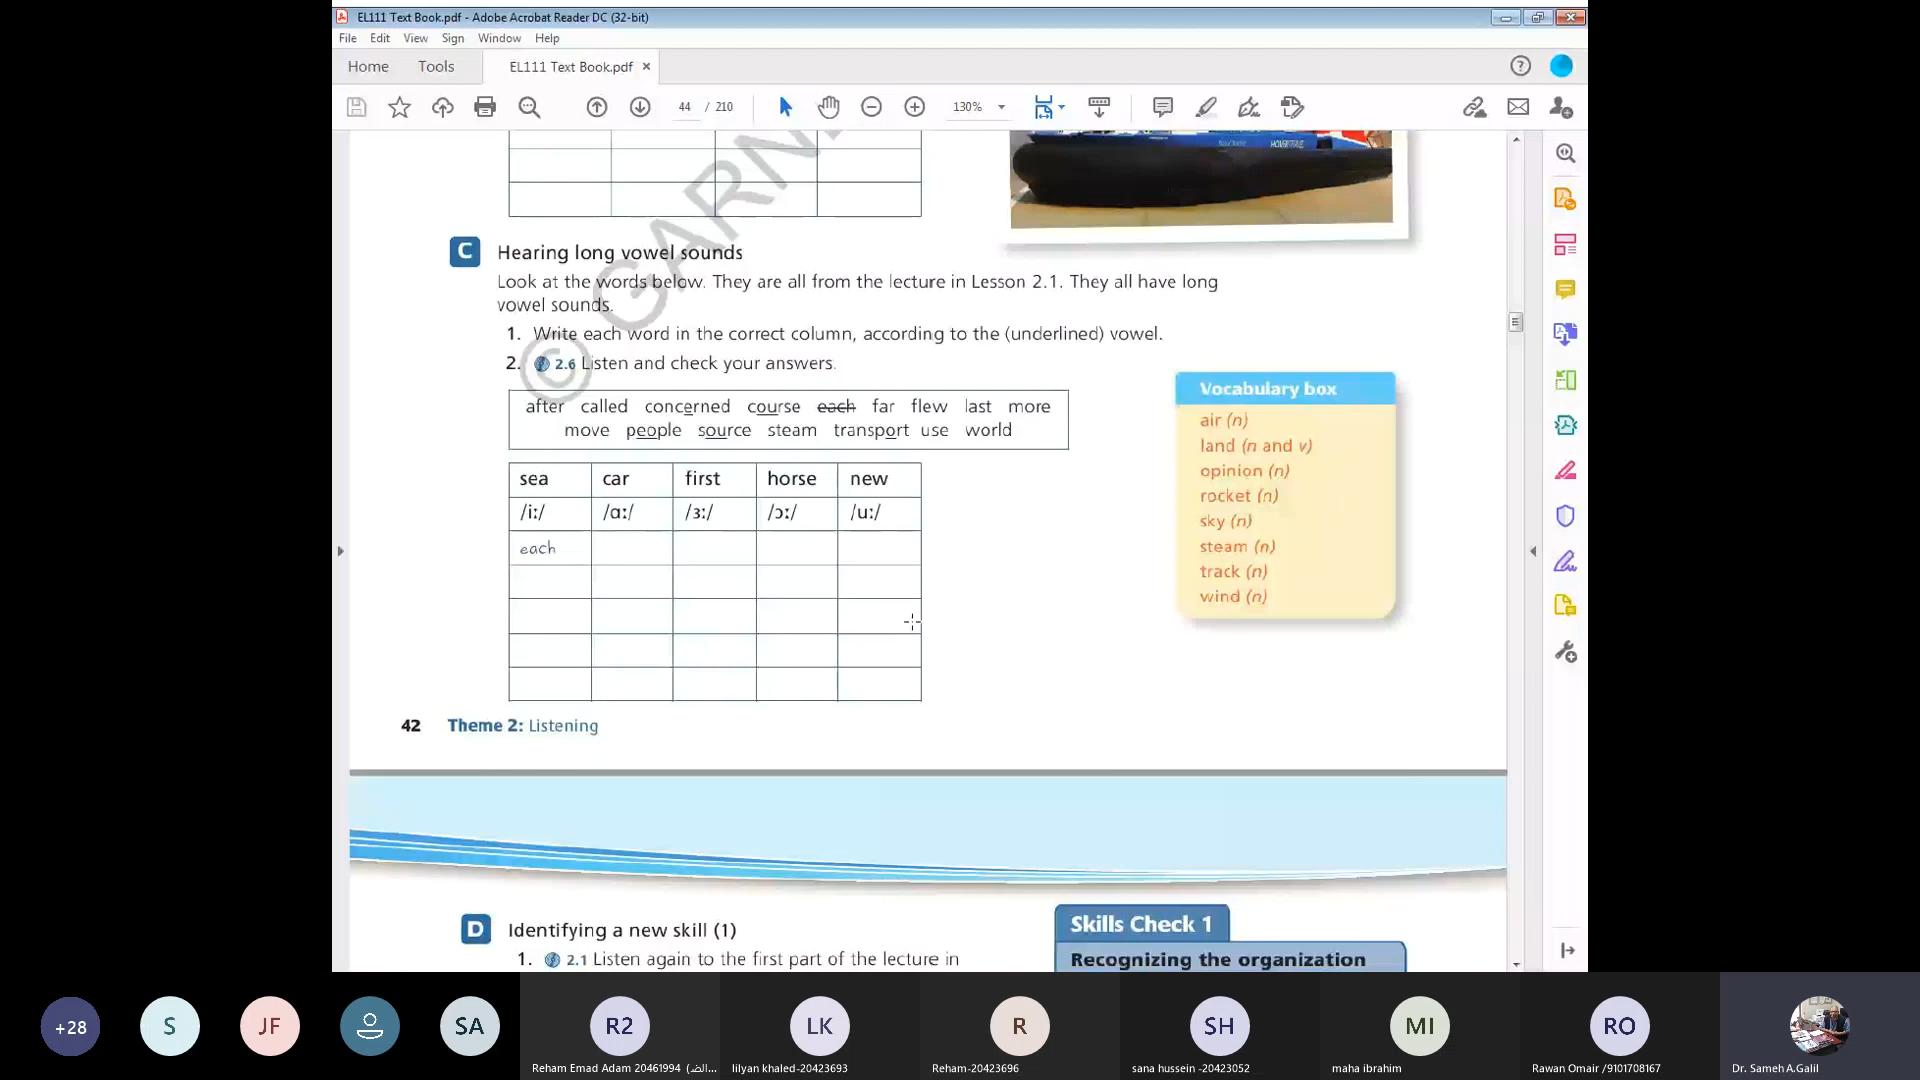 EL111 Text Book.pdf - Adobe Acrobat Reader DC (32-bit)
File Edit View Sign Window Help
Home Tools EL111 Text Book.pdf ×
44 / 210 130%
© GARNE
HOVERTRAVEL
C Hearing long vowel sounds
Look at the words below. They are all from the lecture in Lesson 2.1. They all have long
vowel sounds.
1. Write each word in the correct column, according to the (underlined) vowel.
2. 2.6 Listen and check your answers.
after called concerned course each far flew last more
move people source steam transport use world
sea car first horse new
/iː/ /ɑː/ /ɜː/ /ɔː/ /uː/
each
Vocabulary box
air (n)
land (n and v)
opinion (n)
rocket (n)
sky (n)
steam (n)
track (n)
wind (n)
42 Theme 2: Listening
D Identifying a new skill (1)
1. 2.1 Listen again to the first part of the lecture in
Skills Check 1
Recognizing the organization
+28 S JF SA R2 LK R SH MI RO
Reham Emad Adam 20461994 (الضـ...
lilyan khaled-20423693
Reham-20423696
sana hussein -20423052
maha ibrahim
Rawan Omair /9101708167
Dr. Sameh A.Galil